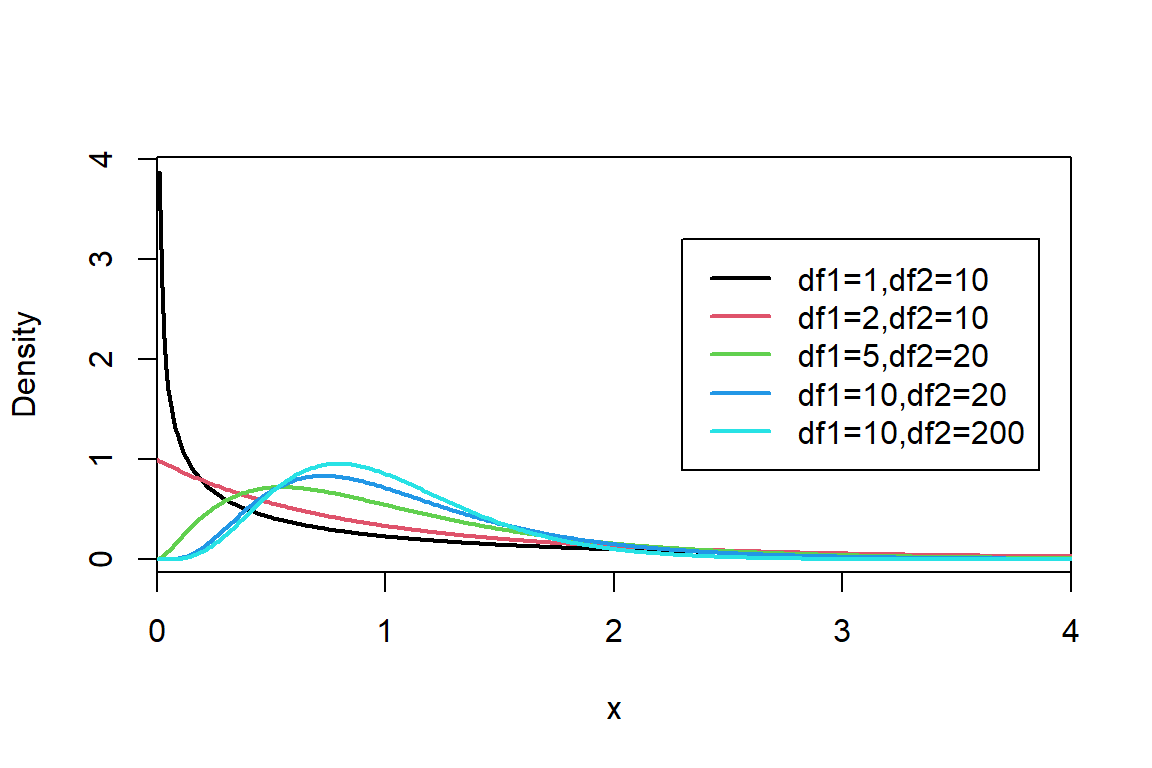 4
3
2
1
0
Density
df1=1,df2=10
df1=2,df2=10
df1=5,df2=20
df1=10,df2=20
df1=10,df2=200
0 1 2 3 4
x